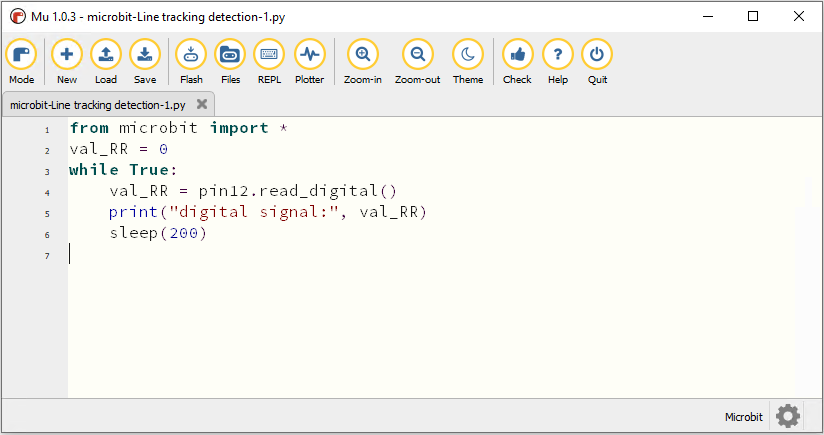 Mu 1.0.3 - microbit-Line tracking detection-1.py
Mode New Load Save Flash Files REPL Plotter Zoom-in Zoom-out Theme Check Help Quit
microbit-Line tracking detection-1.py
1 from microbit import *
2 val_RR = 0
3 while True:
4     val_RR = pin12.read_digital()
5     print("digital signal:", val_RR)
6     sleep(200)
7
Microbit